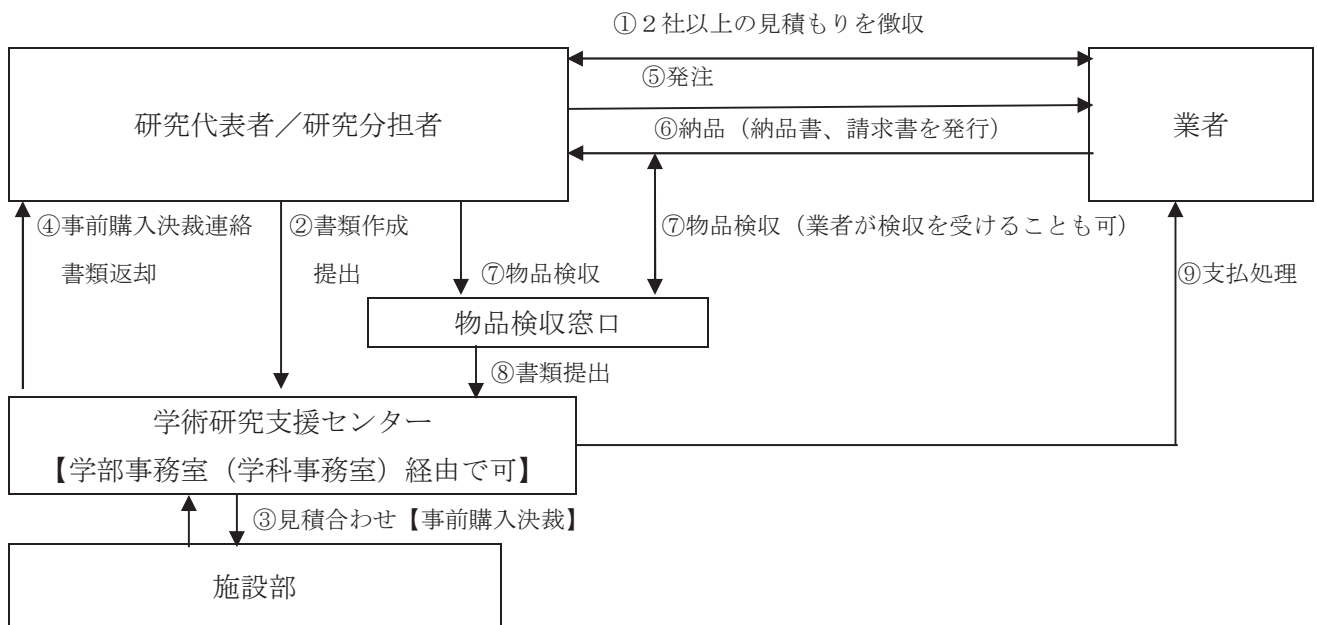 ①２社以上の見積もりを徴収
⑤発注
研究代表者／研究分担者
業者
⑥納品（納品書、請求書を発行）
④事前購入決裁連絡
書類返却
②書類作成
提出
⑦物品検収
⑦物品検収（業者が検収を受けることも可）
⑨支払処理
物品検収窓口
⑧書類提出
学術研究支援センター
【学部事務室（学科事務室）経由で可】
③見積合わせ【事前購入決裁】
施設部